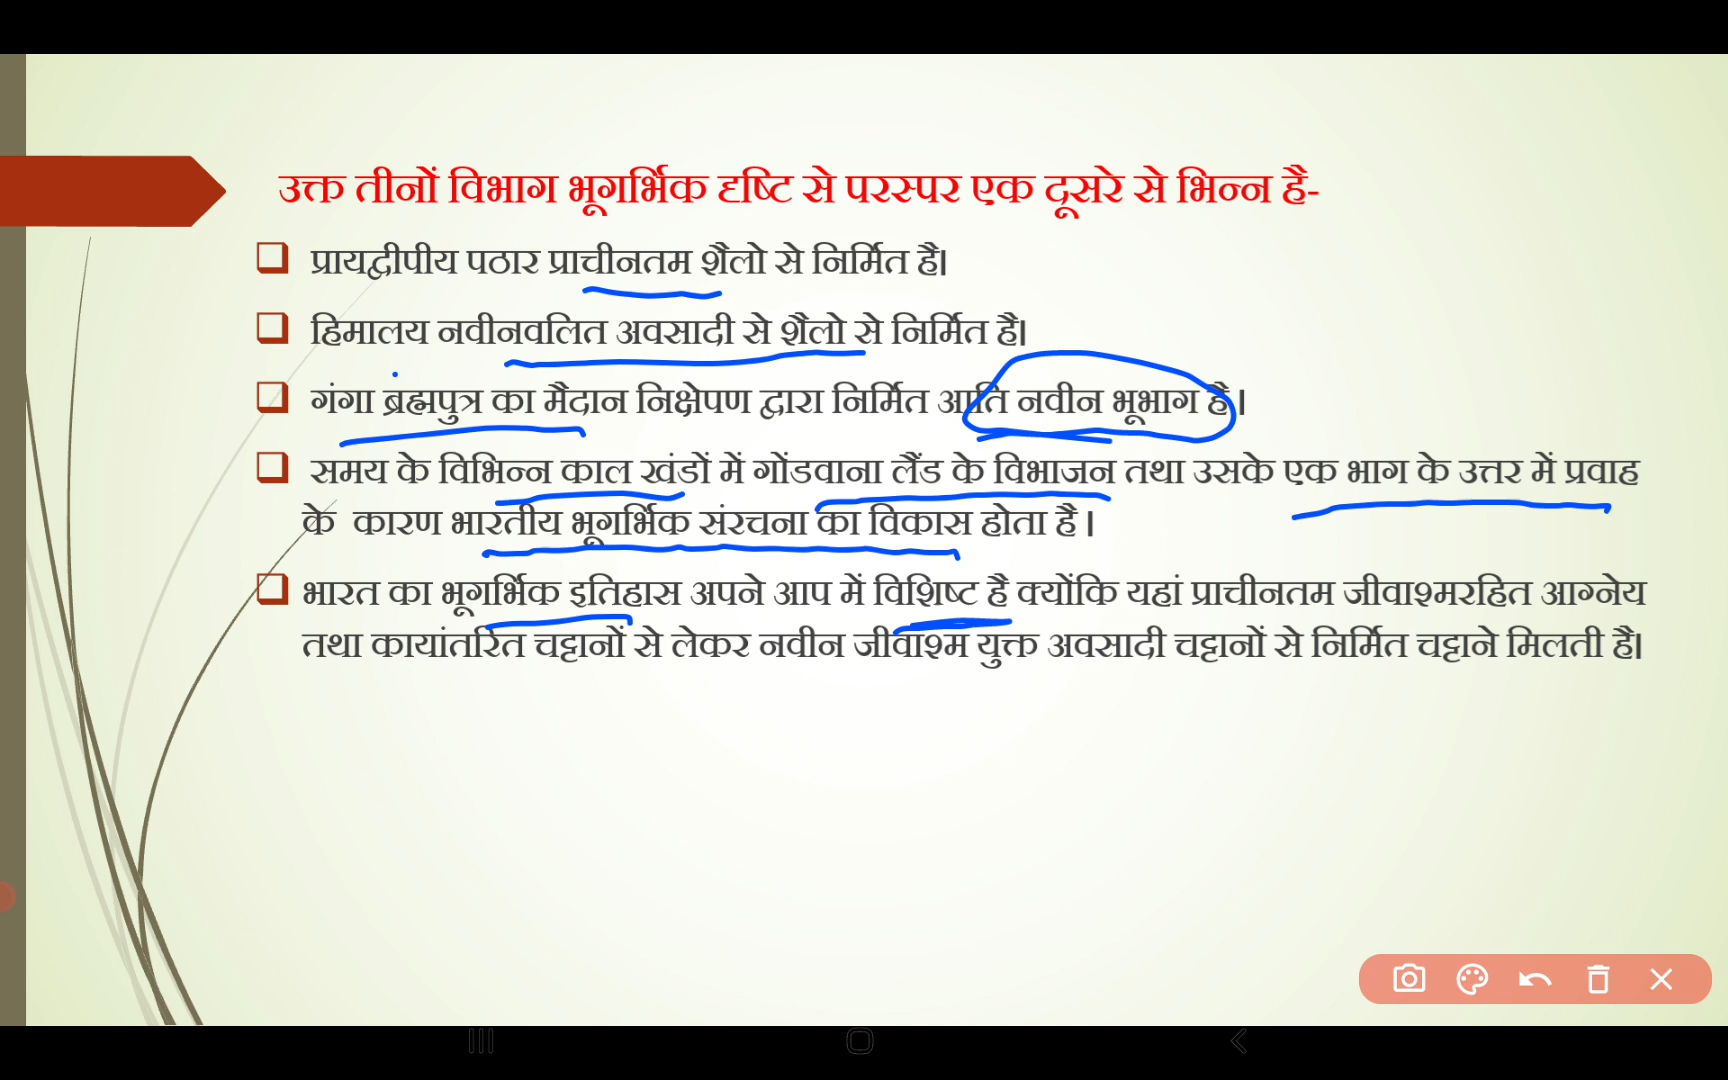 उक्त तीनों विभाग भूगर्भिक दृष्टि से परस्पर एक दूसरे से भिन्न है-
प्रायद्वीपीय पठार प्राचीनतम शैलो से निर्मित है।
हिमालय नवीनवलित अवसादी से शैलो से निर्मित है।
गंगा ब्रह्मपुत्र का मैदान निक्षेपण द्वारा निर्मित आति नवीन भूभाग है ।
समय के विभिन्न काल खंडों में गोंडवाना लैंड के विभाजन तथा उसके एक भाग के उत्तर में प्रवाह
के कारण भारतीय भूगर्भिक संरचना का विकास होता है ।
भारत का भूगर्भिक इतिहास अपने आप में विशिष्ट है क्योंकि यहां प्राचीनतम जीवाश्मरहित आग्नेय
तथा कायांतरित चट्टानों से लेकर नवीन जीवाश्म युक्त अवसादी चट्टानों से निर्मित चट्टाने मिलती है।